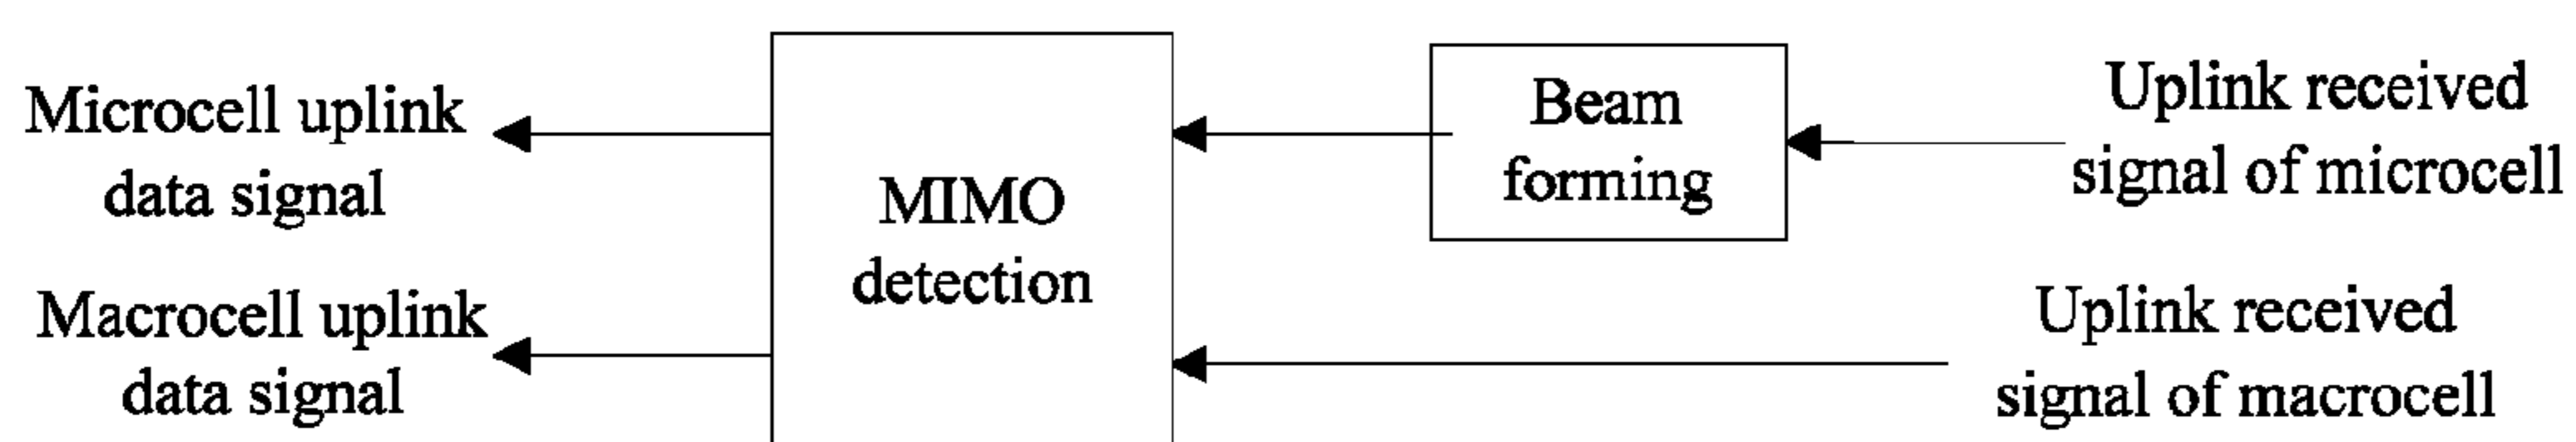 Microcell uplink
data signal
Macrocell uplink
data signal
MIMO
detection
Beam
forming
Uplink received
signal of microcell
Uplink received
signal of macrocell